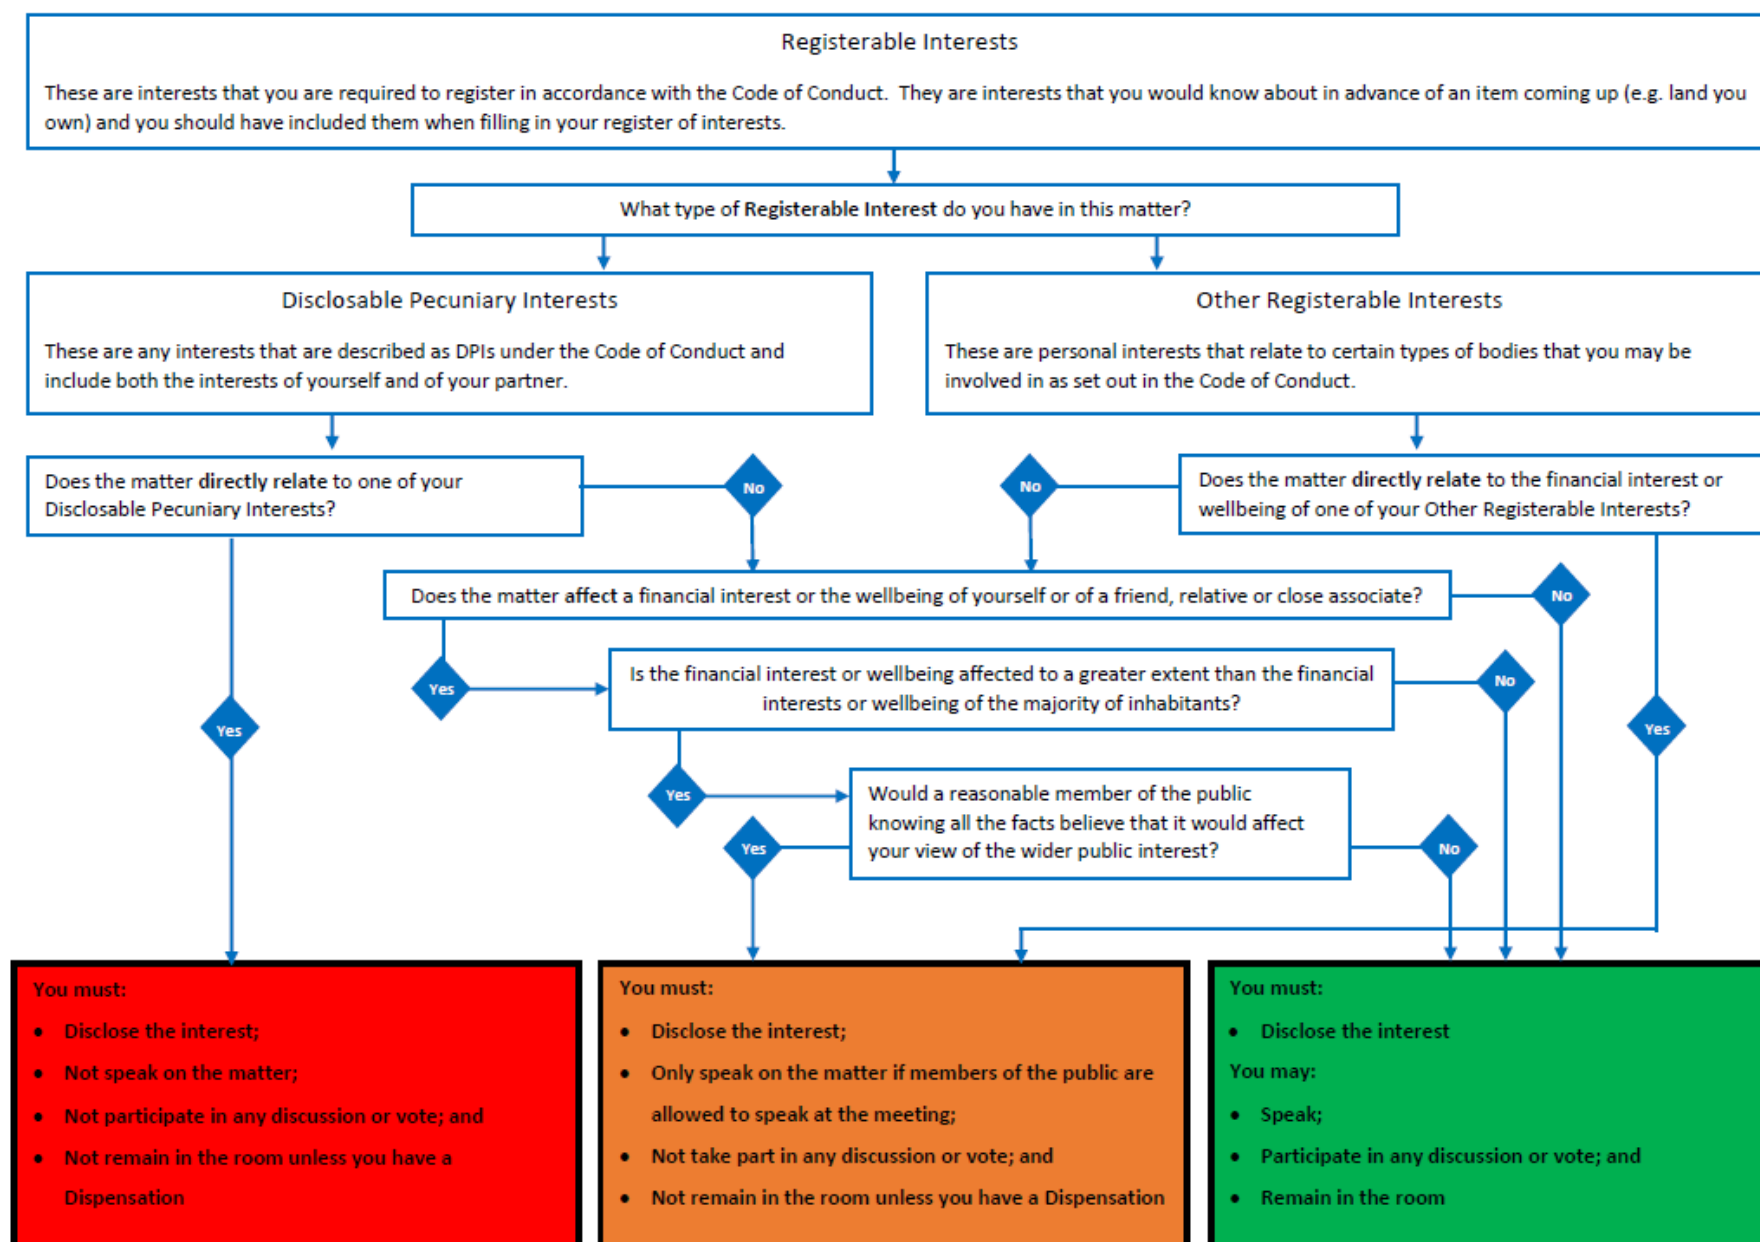 Registerable Interests
These are interests that you are required to register in accordance with the Code of Conduct. They are interests that you would know about in advance of an item coming up (e.g. land you
own) and you should have included them when filling in your register of interests.
What type of Registerable Interest do you have in this matter?
Disclosable Pecuniary Interests
These are any interests that are described as DPIs under the Code of Conduct and
include both the interests of yourself and of your partner.
Other Registerable Interests
These are personal interests that relate to certain types of bodies that you may be
involved in as set out in the Code of Conduct.
Does the matter directly relate to one of your
Disclosable Pecuniary Interests?
No
No
Does the matter directly relate to the financial interest or
wellbeing of one of your Other Registerable Interests?
Does the matter affect a financial interest or the wellbeing of yourself or of a friend, relative or close associate?
No
Yes
Is the financial interest or wellbeing affected to a greater extent than the financial
interests or wellbeing of the majority of inhabitants?
No
Yes
Yes
Yes
Would a reasonable member of the public
knowing all the facts believe that it would affect
your view of the wider public interest?
Yes
No
You must:
• Disclose the interest;
• Not speak on the matter;
• Not participate in any discussion or vote; and
• Not remain in the room unless you have a
Dispensation
You must:
• Disclose the interest;
• Only speak on the matter if members of the public are
allowed to speak at the meeting;
• Not take part in any discussion or vote; and
• Not remain in the room unless you have a Dispensation
You must:
• Disclose the interest
You may:
• Speak;
• Participate in any discussion or vote; and
• Remain in the room